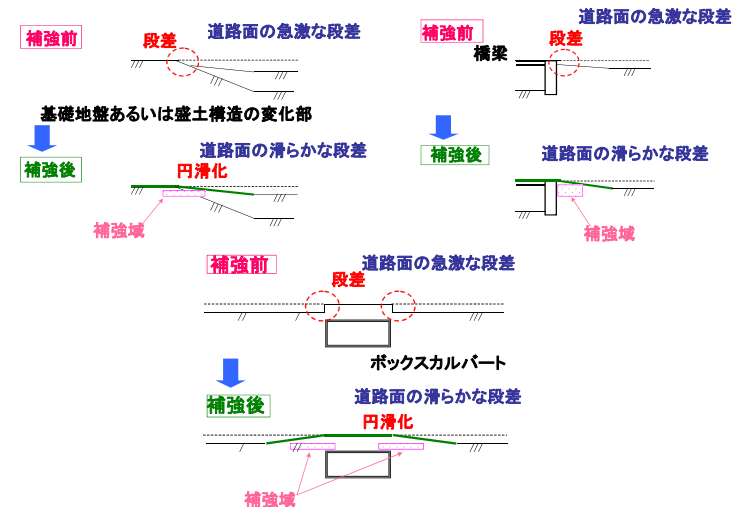 補強前
段差
道路面の急激な段差
基礎地盤あるいは盛土構造の変化部
補強後
道路面の滑らかな段差
円滑化
補強域
補強前
道路面の急激な段差
段差
橋梁
補強後
道路面の滑らかな段差
補強域
補強前
道路面の急激な段差
段差
ボックスカルバート
補強後
道路面の滑らかな段差
円滑化
補強域